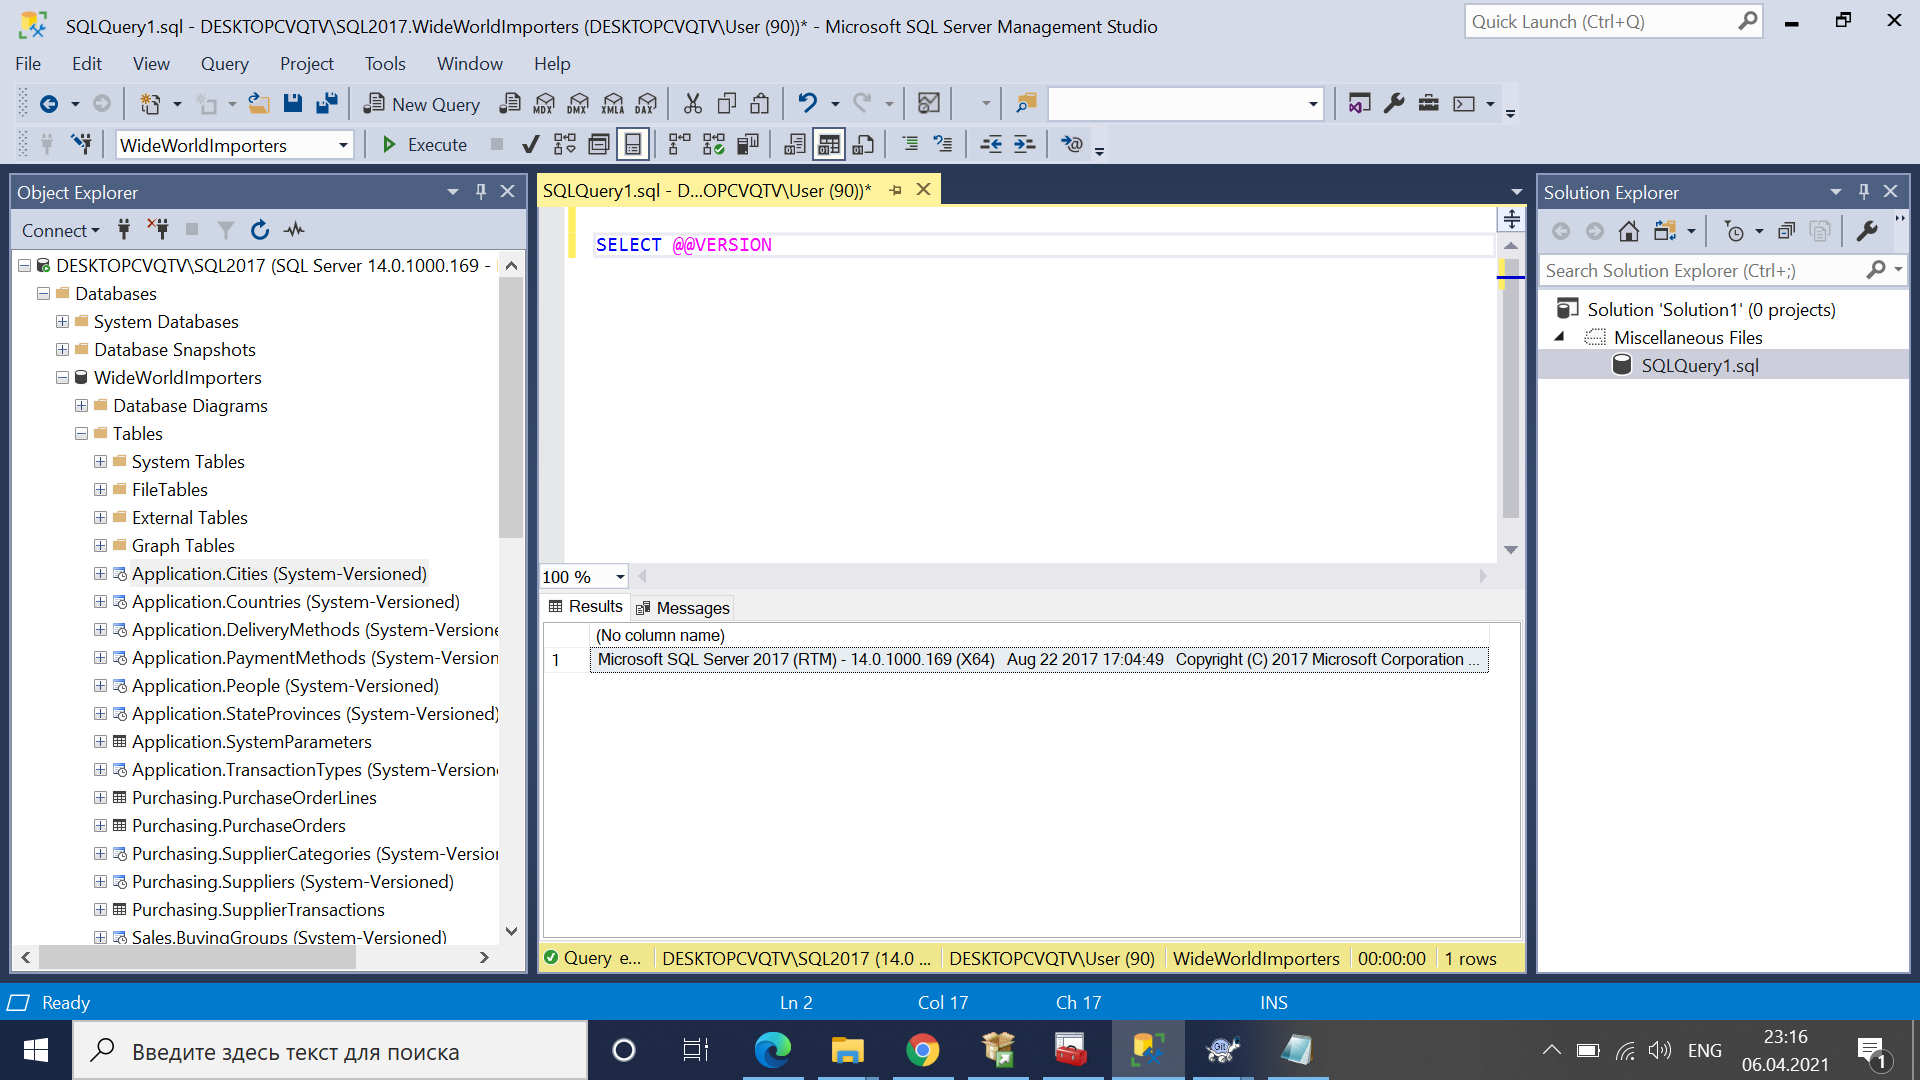 SQLQuery1.sql - DESKTOPCVQTV\SQL2017.WideWorldImporters (DESKTOPCVQTV\User (90))* - Microsoft SQL Server Management Studio
Quick Launch (Ctrl+Q)
File Edit View Query Project Tools Window Help
New Query MDX DMX XMLA DAX
WideWorldImporters Execute
Object Explorer
Connect
DESKTOPCVQTV\SQL2017 (SQL Server 14.0.1000.169 -
Databases
System Databases
Database Snapshots
WideWorldImporters
Database Diagrams
Tables
System Tables
FileTables
External Tables
Graph Tables
Application.Cities (System-Versioned)
Application.Countries (System-Versioned)
Application.DeliveryMethods (System-Versione
Application.PaymentMethods (System-Version
Application.People (System-Versioned)
Application.StateProvinces (System-Versioned)
Application.SystemParameters
Application.TransactionTypes (System-Version
Purchasing.PurchaseOrderLines
Purchasing.PurchaseOrders
Purchasing.SupplierCategories (System-Version
Purchasing.Suppliers (System-Versioned)
Purchasing.SupplierTransactions
Sales.BuyingGroups (System-Versioned)
SQLQuery1.sql - D...OPCVQTV\User (90))*
SELECT @@VERSION
100 %
Results Messages
(No column name)
1 Microsoft SQL Server 2017 (RTM) - 14.0.1000.169 (X64) Aug 22 2017 17:04:49 Copyright (C) 2017 Microsoft Corporation ...
Query e... DESKTOPCVQTV\SQL2017 (14.0 ... DESKTOPCVQTV\User (90) WideWorldImporters 00:00:00 1 rows
Solution Explorer
Search Solution Explorer (Ctrl+;)
Solution 'Solution1' (0 projects)
Miscellaneous Files
SQLQuery1.sql
Ready Ln 2 Col 17 Ch 17 INS
Введите здесь текст для поиска
Git
ENG
23:16
06.04.2021
1